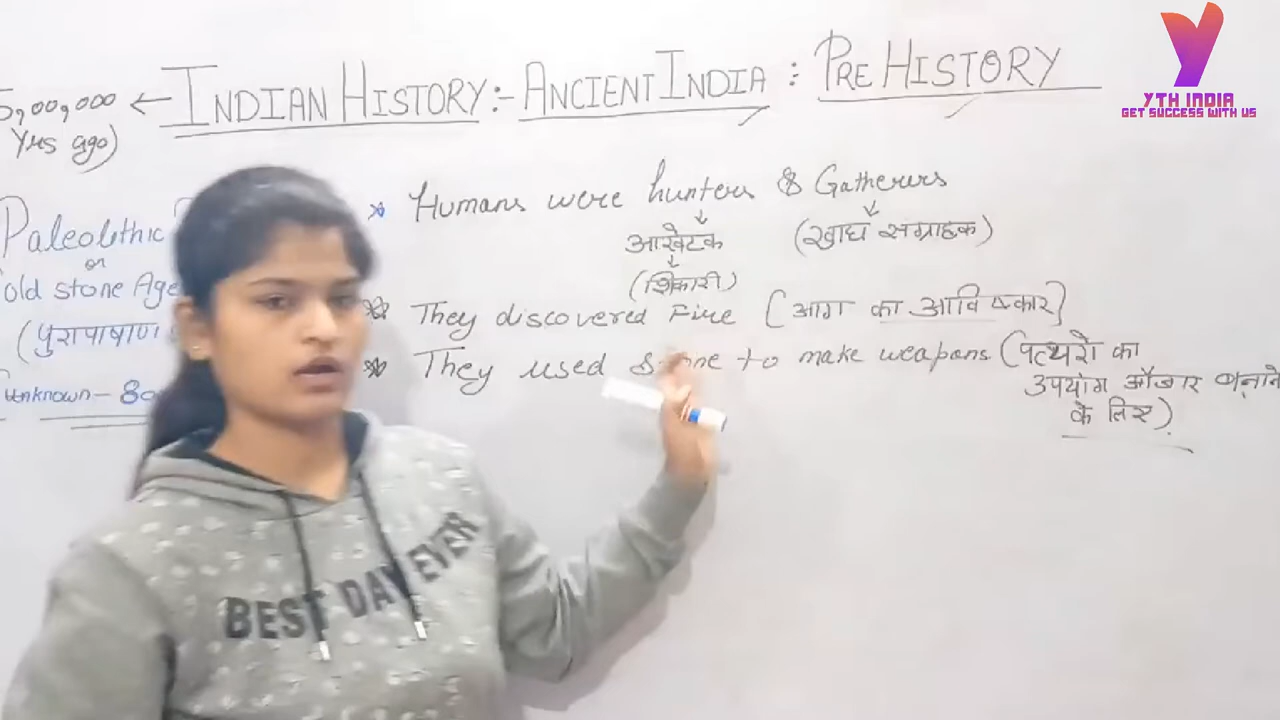 INDIAN HISTORY:- ANCIENT INDIA : PRE HISTORY
5,00,000 ←
Yrs ago)
YTH INDIA
GET SUCCESS WITH US
Paleolithic
or
old stone Age
(पुरापाषाण
Unknown - 80
* Humans were hunters & Gatherers
आखेटक (खाद्य सग्राहक)
(शिकारी)
* They discovered Fire [आग का आविष्कार]
* They used to make weapons (पत्थरो का
उपयोग औजार बनाने
के लिए)
BEST DAY EVER